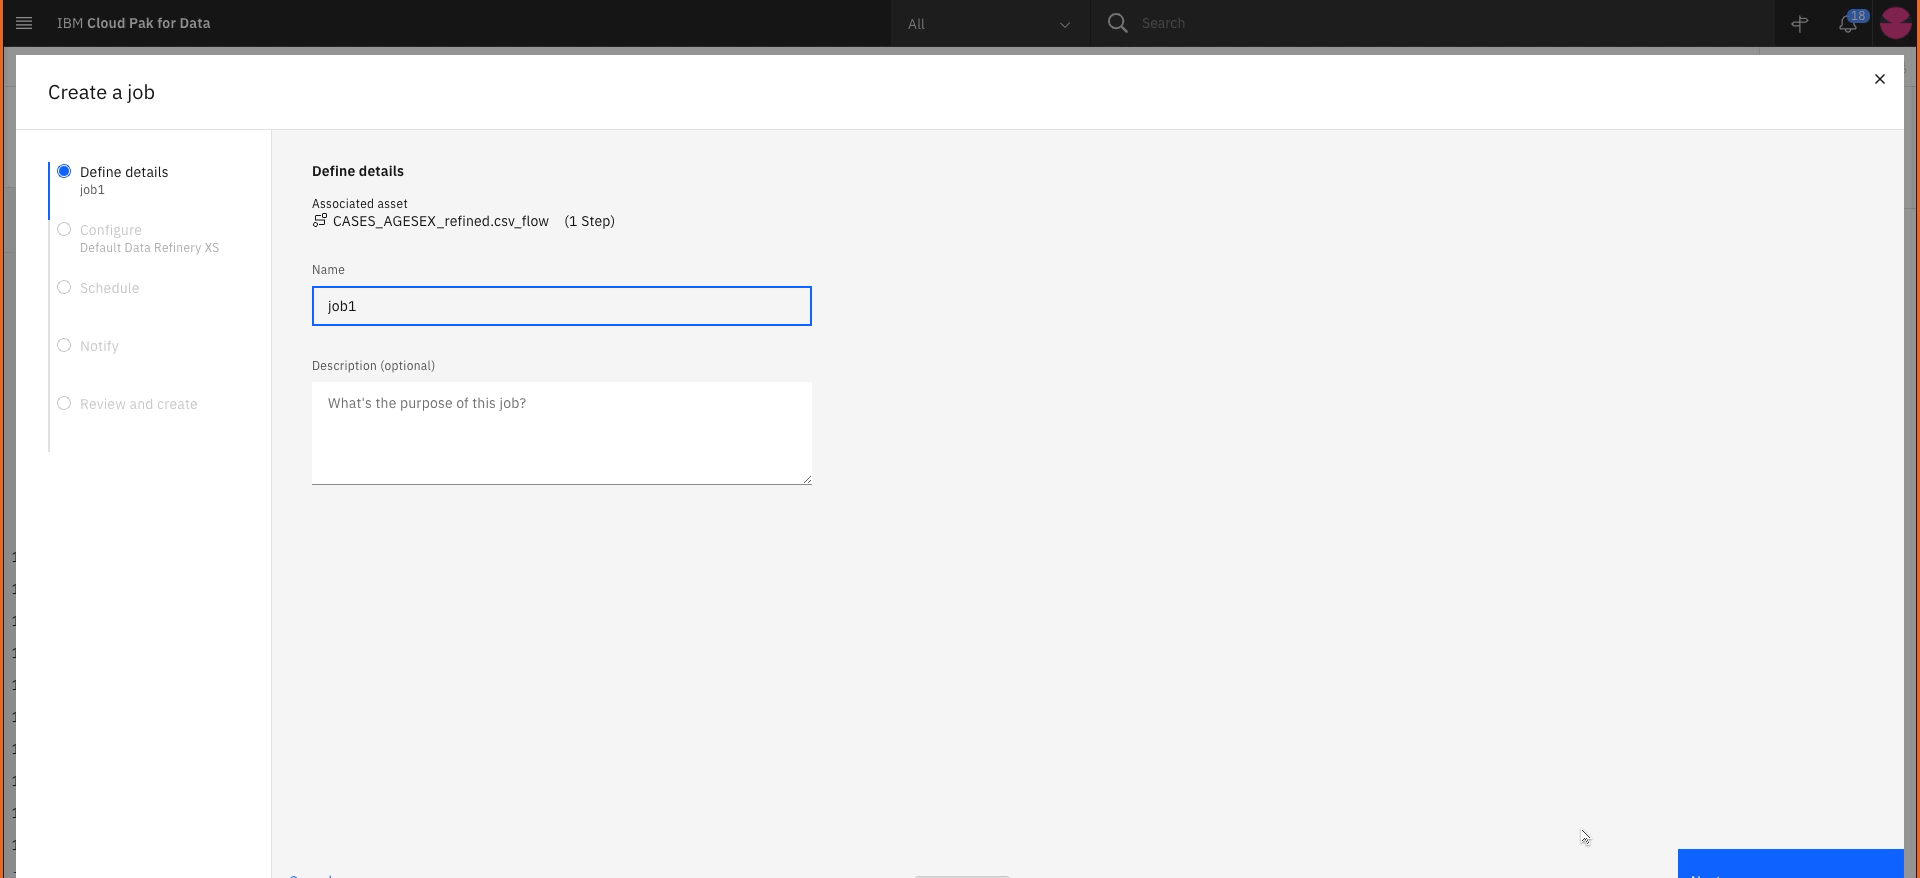 IBM Cloud Pak for Data
All
Search
18
Create a job
Define details
job1
Configure
Default Data Refinery XS
Schedule
Notify
Review and create
Define details
Associated asset
CASES_AGESEX_refined.csv_flow (1 Step)
Name
job1
Description (optional)
What's the purpose of this job?